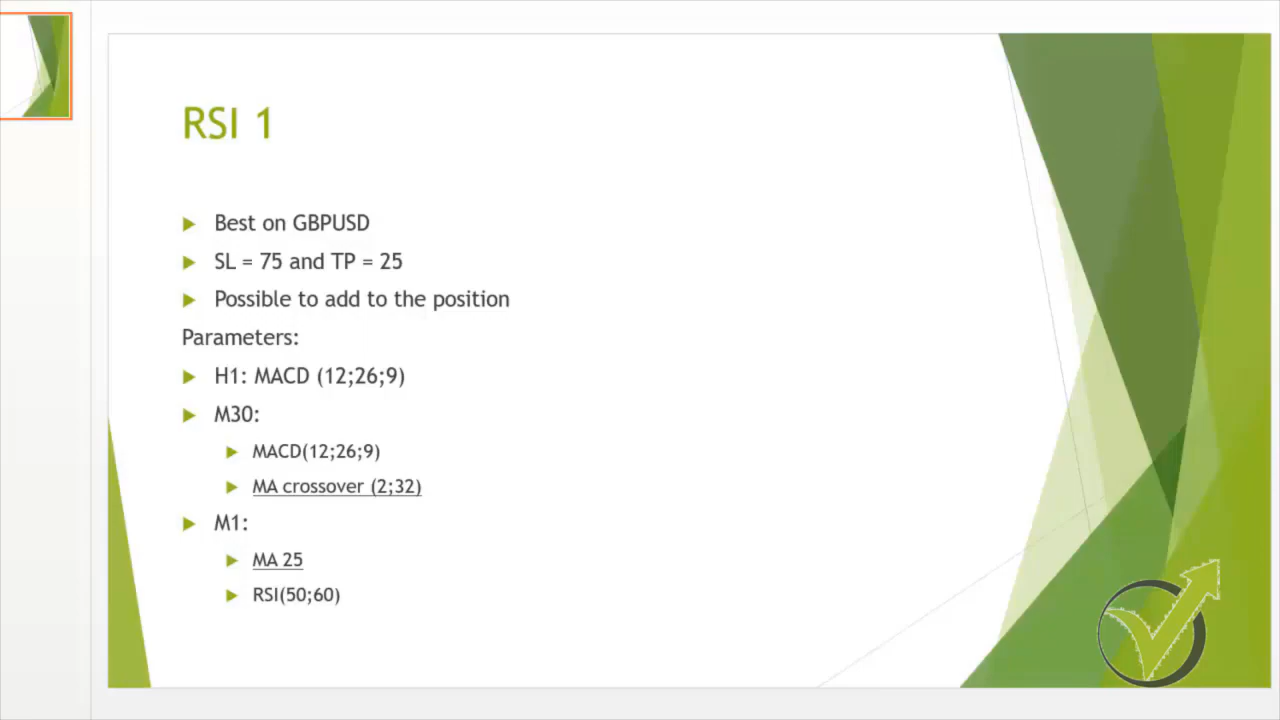 RSI 1
Best on GBPUSD
SL = 75 and TP = 25
Possible to add to the position
Parameters:
H1: MACD (12;26;9)
M30:
MACD(12;26;9)
MA crossover (2;32)
M1:
MA 25
RSI(50;60)